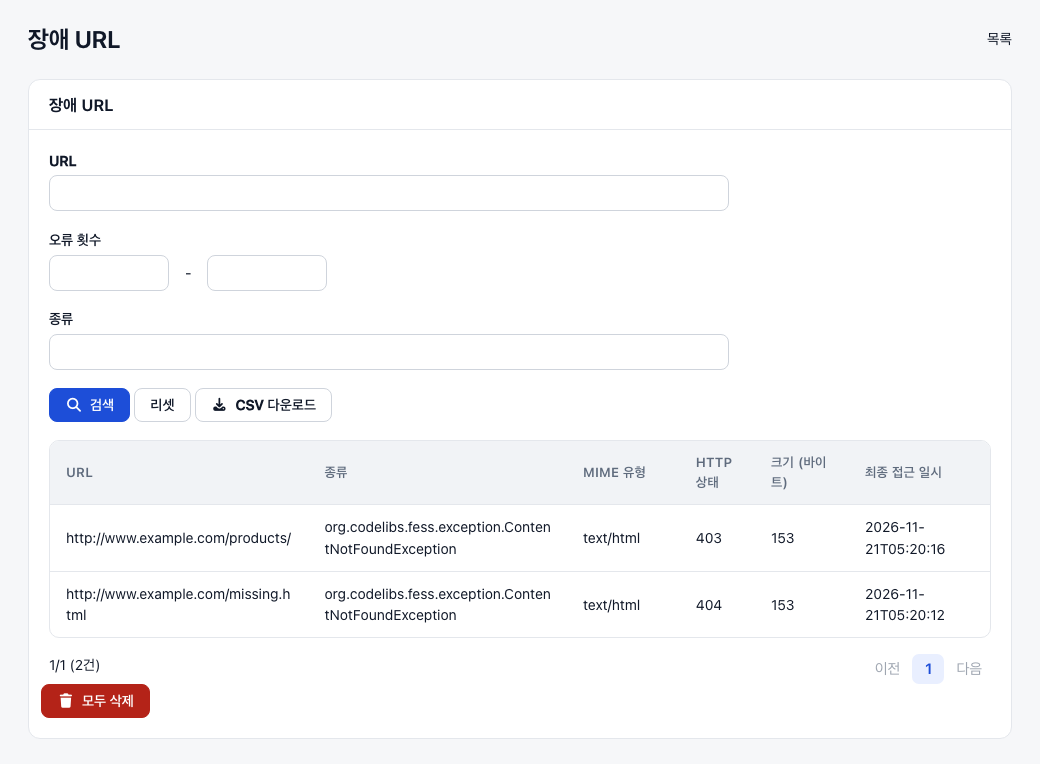 장애 URL
목록
장애 URL
URL
오류 횟수
-
종류
검색
리셋
CSV 다운로드
URL
종류
MIME 유형
HTTP
상태
크기 (바이
트)
최종 접근 일시
http://www.example.com/products/
org.codelibs.fess.exception.Conten
tNotFoundException
text/html
403
153
2026-11-
21T05:20:16
http://www.example.com/missing.h
tml
org.codelibs.fess.exception.Conten
tNotFoundException
text/html
404
153
2026-11-
21T05:20:12
1/1 (2건)
이전
1
다음
모두 삭제